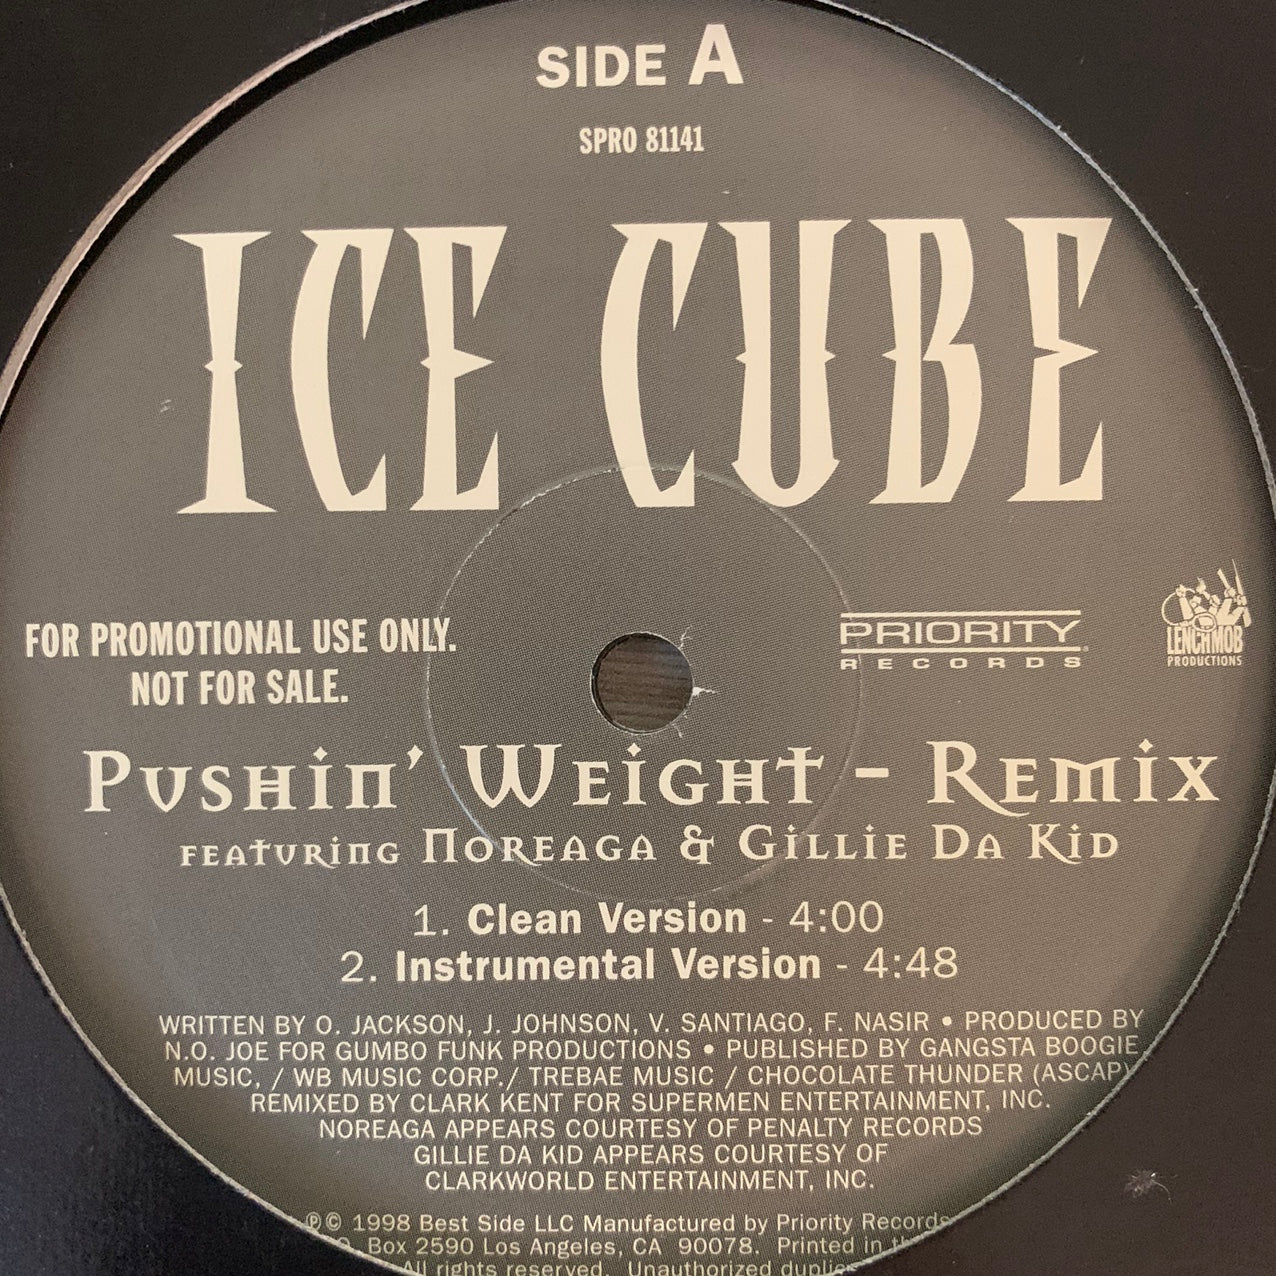 SIDE A
SPRO 81141
ICE CUBE
FOR PROMOTIONAL USE ONLY.
NOT FOR SALE.
PRIORITY
RECORDS
LENCHMOB
PRODUCTIONS
PUSHIN' WEIGHT - REMIX
FEATURING NOREAGA & GILLIE DA KID
1. Clean Version - 4:00
2. Instrumental Version - 4:48
WRITTEN BY O. JACKSON, J. JOHNSON, V. SANTIAGO, F. NASIR • PRODUCED BY
N.O. JOE FOR GUMBO FUNK PRODUCTIONS • PUBLISHED BY GANGSTA BOOGIE
MUSIC, / WB MUSIC CORP./ TREBAE MUSIC / CHOCOLATE THUNDER (ASCAP)
REMIXED BY CLARK KENT FOR SUPERMEN ENTERTAINMENT, INC.
NOREAGA APPEARS COURTESY OF PENALTY RECORDS
GILLIE DA KID APPEARS COURTESY OF
CLARKWORLD ENTERTAINMENT, INC.
℗© 1998 Best Side LLC Manufactured by Priority Records
Box 2590 Los Angeles, CA 90078. Printed in
All rights reserved. Unauthorized